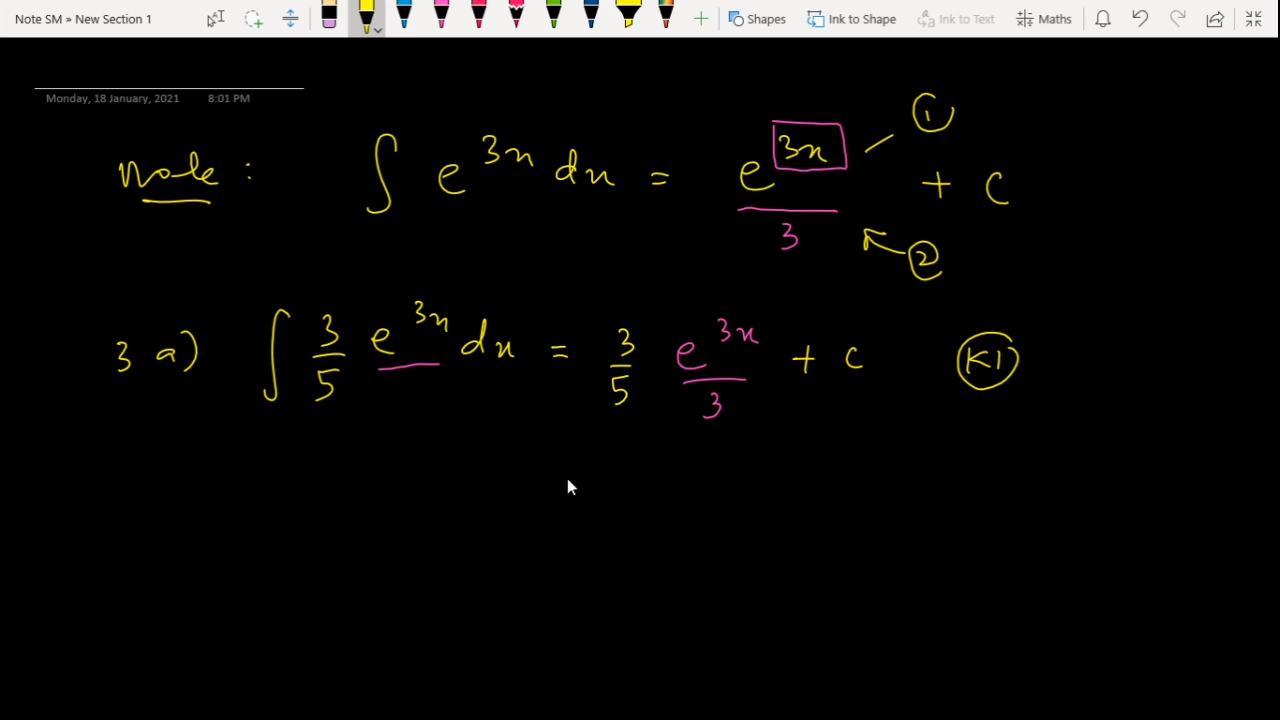 Note SM » New Section 1
Shapes Ink to Shape Ink to Text Maths
Monday, 18 January, 2021 8:01 PM
Note : ∫ e^{3x} dx = e^{3x}/3 + C ① ②
3 a) ∫ 3/5 e^{3x} dx = 3/5 e^{3x}/3 + C (K1)